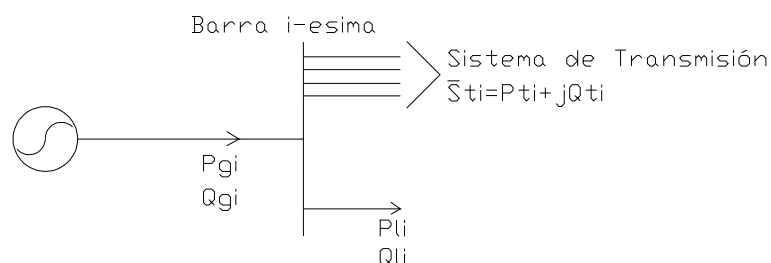 Barra i-esima
Sistema de Transmisión
S̅ti=Pti+jQti
Pgi
Qgi
Pli
Qli